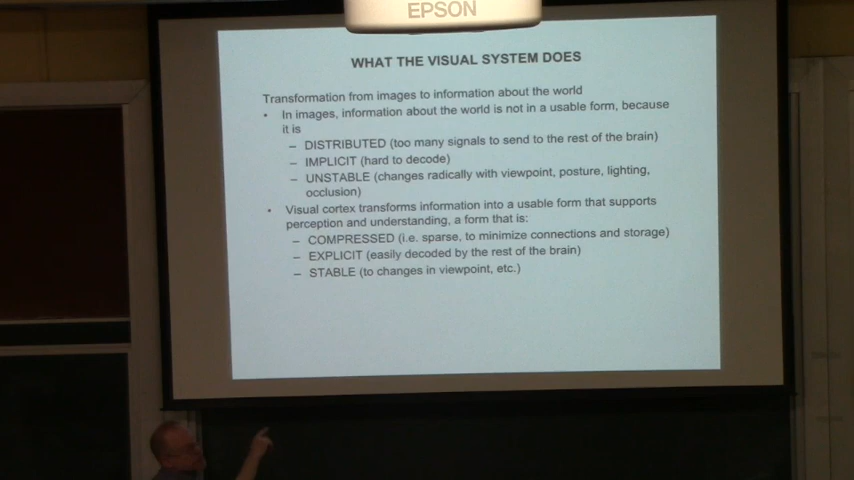 EPSON
WHAT THE VISUAL SYSTEM DOES
Transformation from images to information about the world
• In images, information about the world is not in a usable form, because
it is
– DISTRIBUTED (too many signals to send to the rest of the brain)
– IMPLICIT (hard to decode)
– UNSTABLE (changes radically with viewpoint, posture, lighting,
occlusion)
• Visual cortex transforms information into a usable form that supports
perception and understanding, a form that is:
– COMPRESSED (i.e. sparse, to minimize connections and storage)
– EXPLICIT (easily decoded by the rest of the brain)
– STABLE (to changes in viewpoint, etc.)